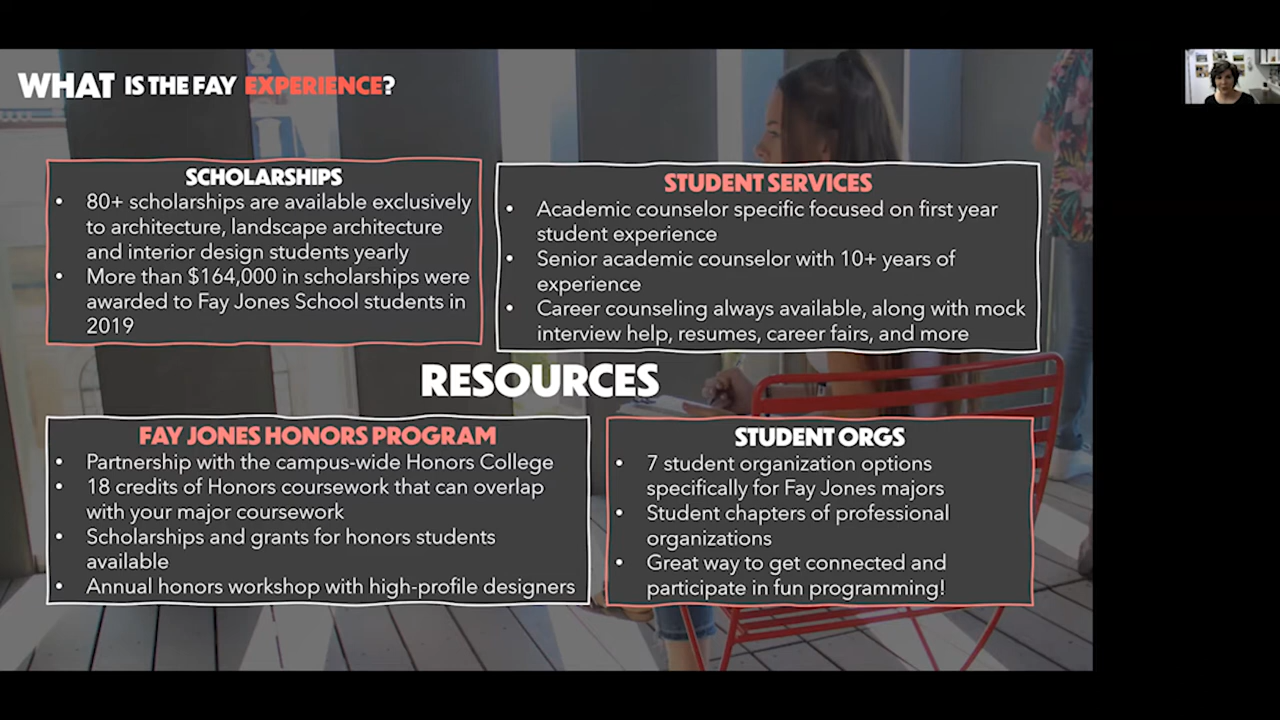 WHAT IS THE FAY EXPERIENCE?
SCHOLARSHIPS
• 80+ scholarships are available exclusively
to architecture, landscape architecture
and interior design students yearly
• More than $164,000 in scholarships were
awarded to Fay Jones School students in
2019
STUDENT SERVICES
• Academic counselor specific focused on first year
student experience
• Senior academic counselor with 10+ years of
experience
• Career counseling always available, along with mock
interview help, resumes, career fairs, and more
RESOURCES
FAY JONES HONORS PROGRAM
• Partnership with the campus-wide Honors College
• 18 credits of Honors coursework that can overlap
with your major coursework
• Scholarships and grants for honors students
available
• Annual honors workshop with high-profile designers
STUDENT ORGS
• 7 student organization options
specifically for Fay Jones majors
• Student chapters of professional
organizations
• Great way to get connected and
participate in fun programming!